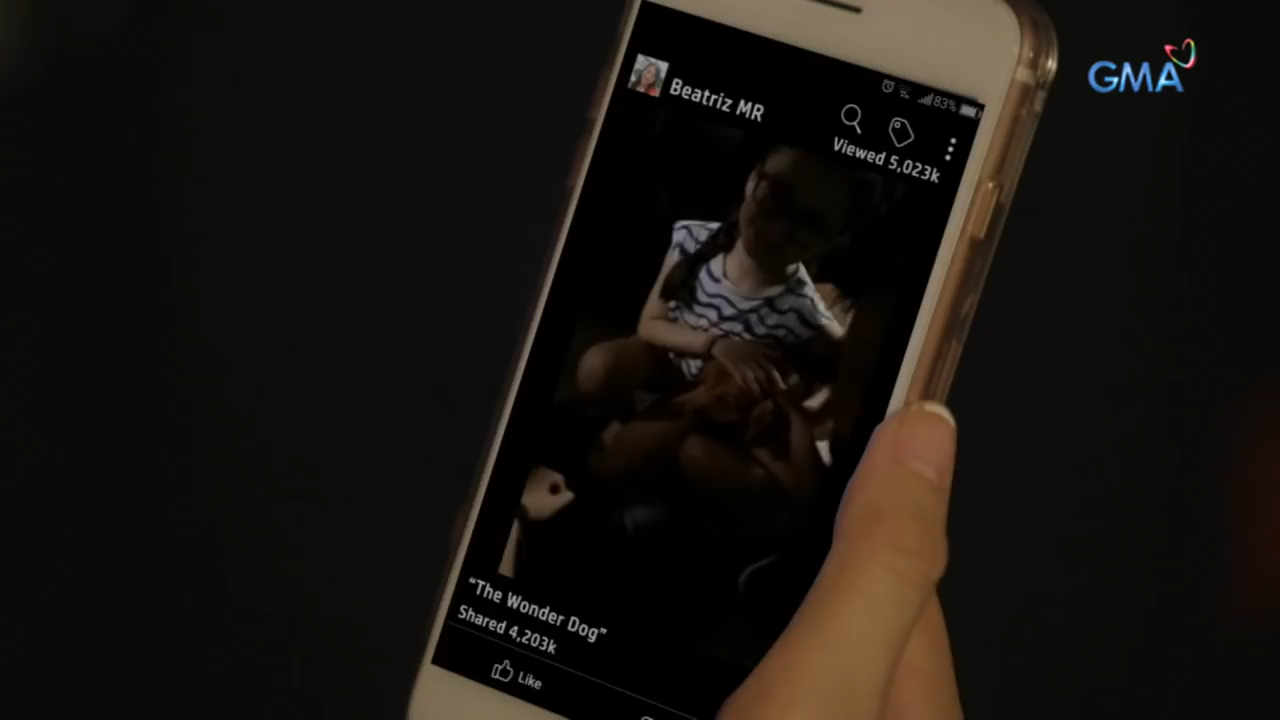 GMA
83%
Beatriz MR
Viewed 5,023k
“The Wonder Dog”
Shared 4,203k
Like